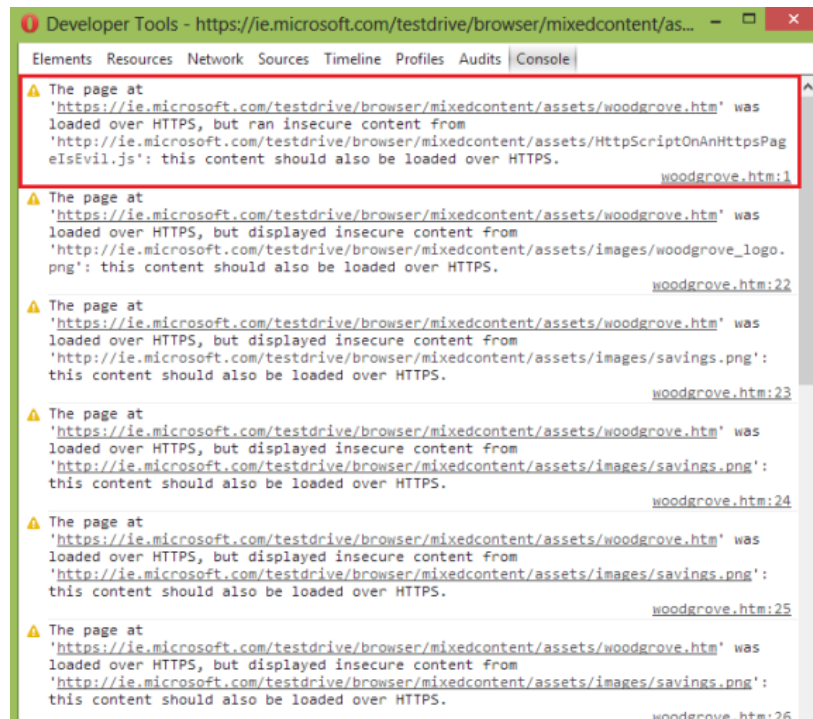 Developer Tools - https://ie.microsoft.com/testdrive/browser/mixedcontent/as...
Elements Resources Network Sources Timeline Profiles Audits Console
The page at
'https://ie.microsoft.com/testdrive/browser/mixedcontent/assets/woodgrove.htm' was
loaded over HTTPS, but ran insecure content from
'http://ie.microsoft.com/testdrive/browser/mixedcontent/assets/HttpScriptOnAnHttpsPag
eIsEvil.js': this content should also be loaded over HTTPS.
woodgrove.htm:1
The page at
'https://ie.microsoft.com/testdrive/browser/mixedcontent/assets/woodgrove.htm' was
loaded over HTTPS, but displayed insecure content from
'http://ie.microsoft.com/testdrive/browser/mixedcontent/assets/images/woodgrove_logo.
png': this content should also be loaded over HTTPS.
woodgrove.htm:22
The page at
'https://ie.microsoft.com/testdrive/browser/mixedcontent/assets/woodgrove.htm' was
loaded over HTTPS, but displayed insecure content from
'http://ie.microsoft.com/testdrive/browser/mixedcontent/assets/images/savings.png':
this content should also be loaded over HTTPS.
woodgrove.htm:23
The page at
'https://ie.microsoft.com/testdrive/browser/mixedcontent/assets/woodgrove.htm' was
loaded over HTTPS, but displayed insecure content from
'http://ie.microsoft.com/testdrive/browser/mixedcontent/assets/images/savings.png':
this content should also be loaded over HTTPS.
woodgrove.htm:24
The page at
'https://ie.microsoft.com/testdrive/browser/mixedcontent/assets/woodgrove.htm' was
loaded over HTTPS, but displayed insecure content from
'http://ie.microsoft.com/testdrive/browser/mixedcontent/assets/images/savings.png':
this content should also be loaded over HTTPS.
woodgrove.htm:25
The page at
'https://ie.microsoft.com/testdrive/browser/mixedcontent/assets/woodgrove.htm' was
loaded over HTTPS, but displayed insecure content from
'http://ie.microsoft.com/testdrive/browser/mixedcontent/assets/images/savings.png':
this content should also be loaded over HTTPS.
woodgrove.htm:26